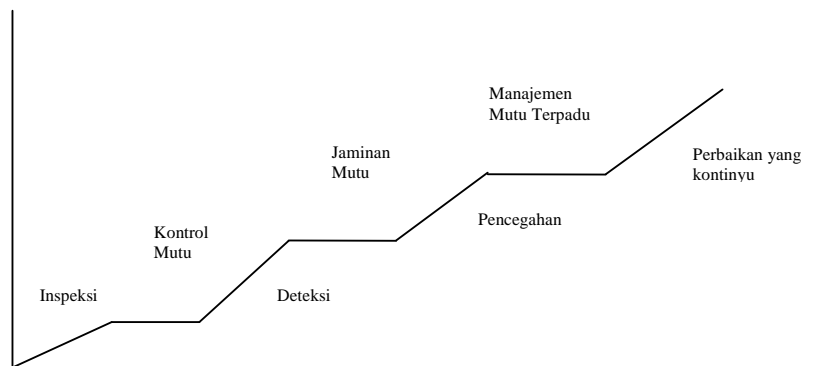 Manajemen
Mutu Terpadu
Jaminan
Mutu
Perbaikan yang
kontinyu
Pencegahan
Kontrol
Mutu
Inspeksi
Deteksi